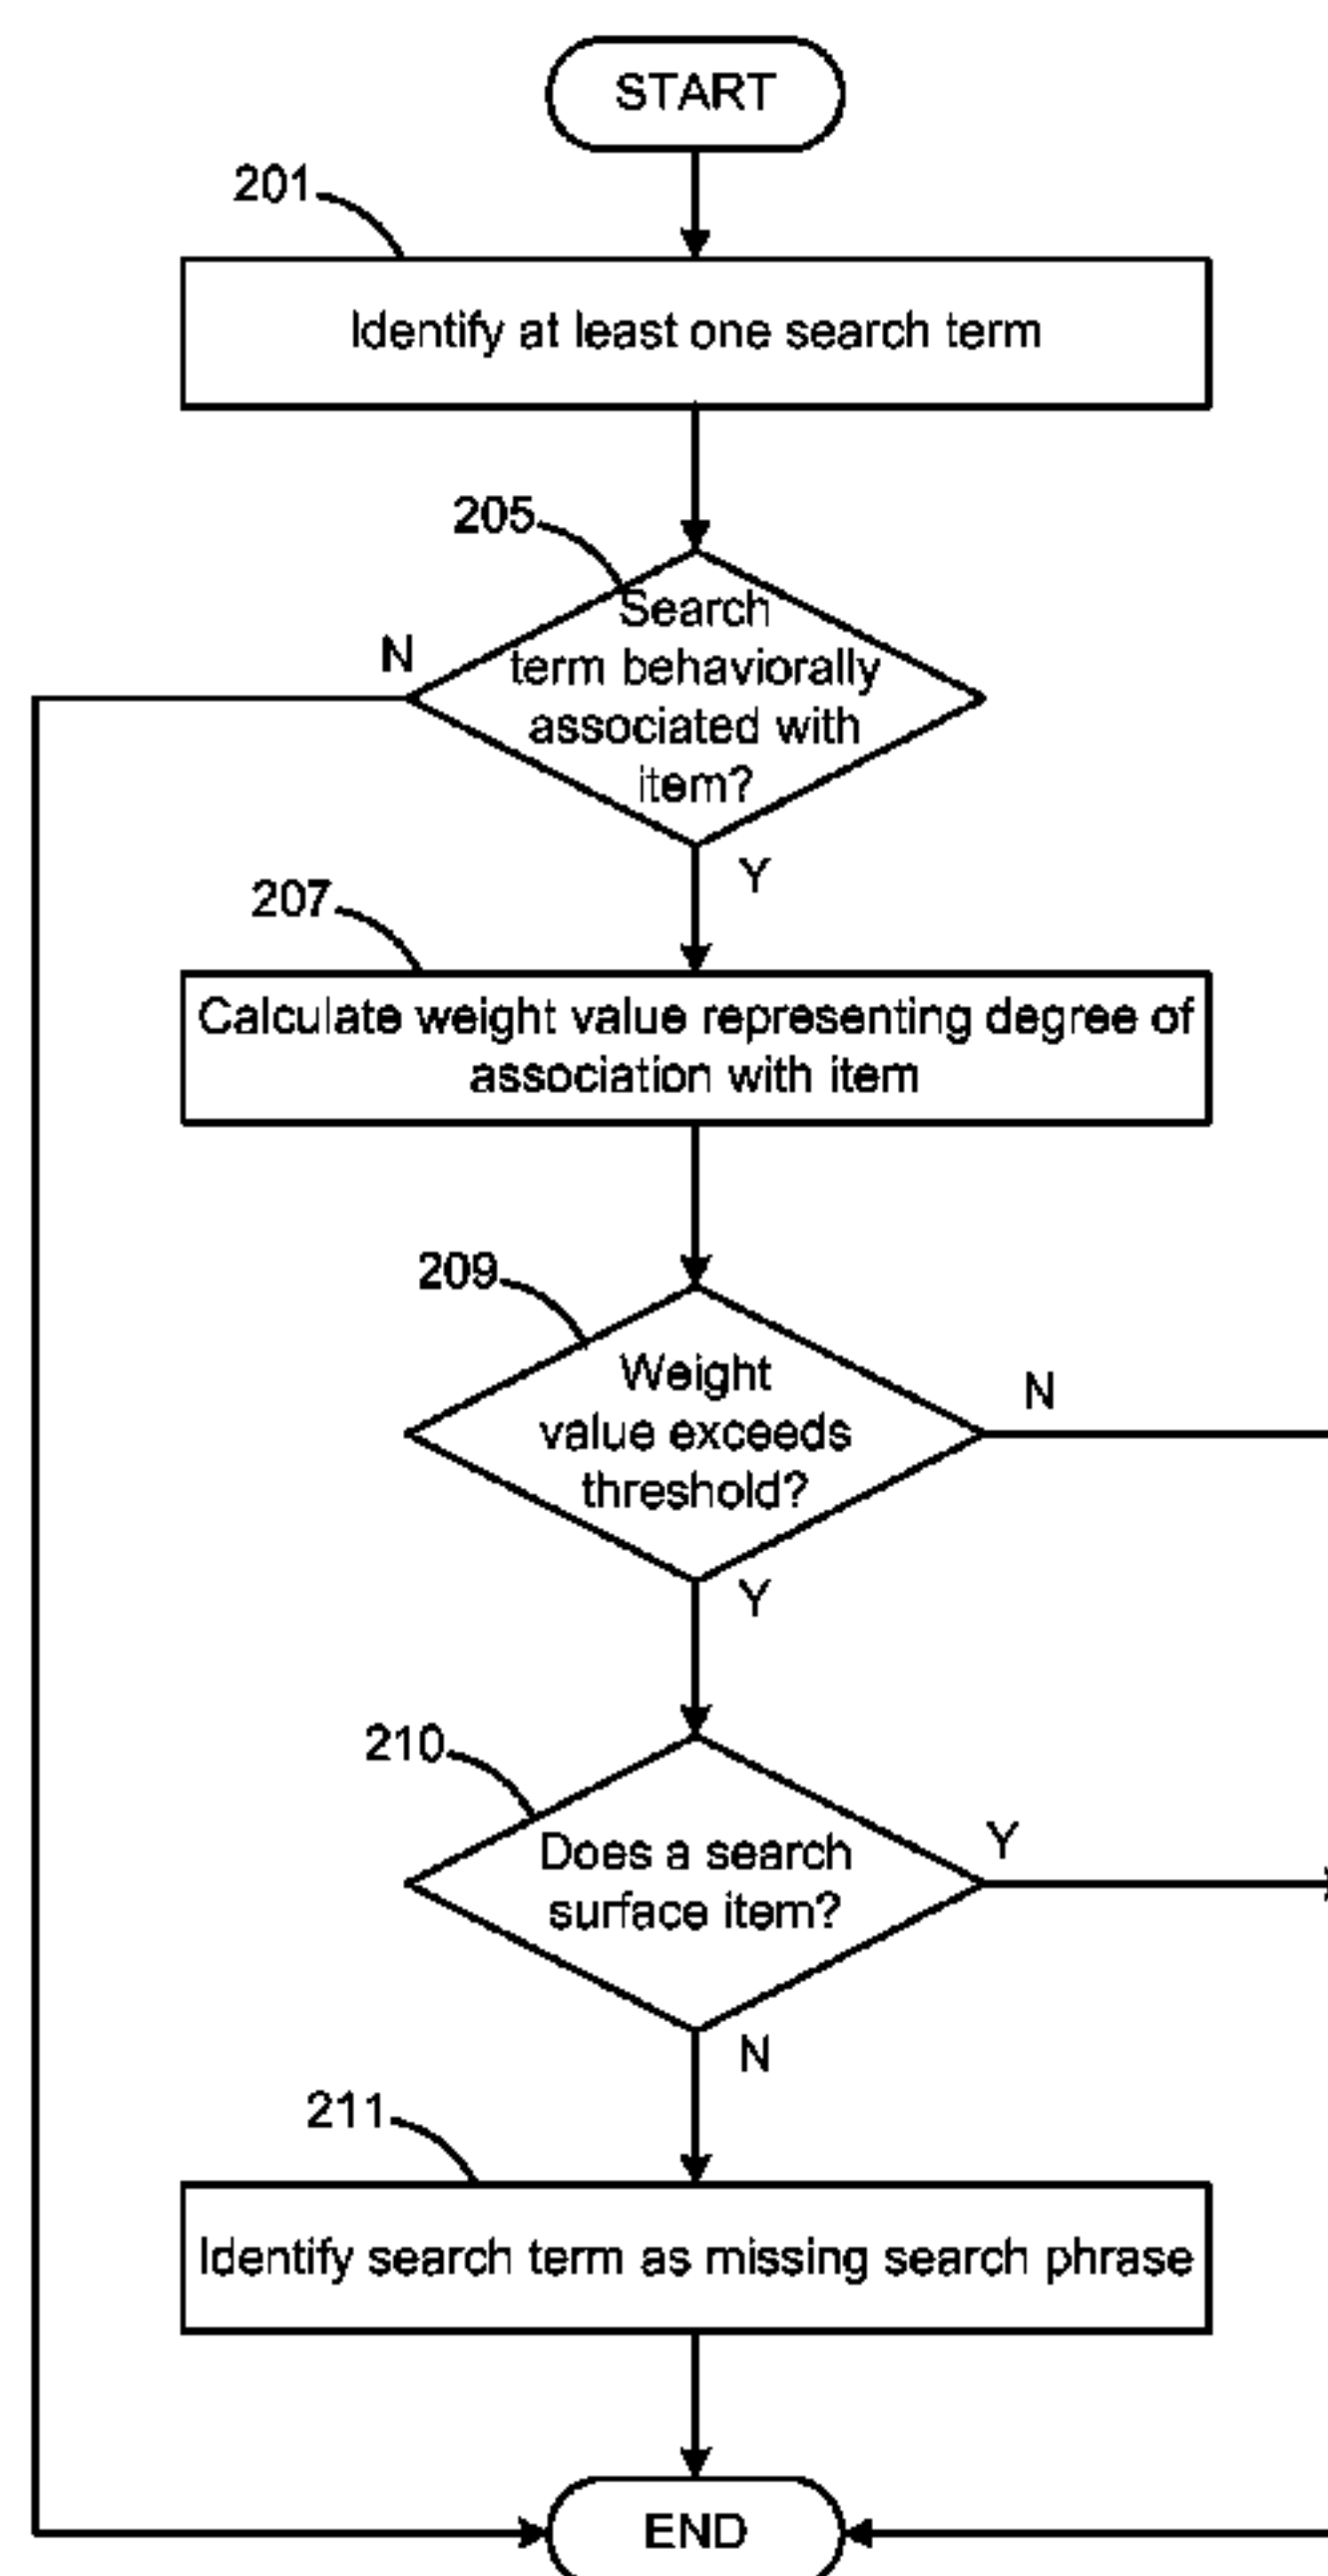 START
201
Identify at least one search term
205
Search
term behaviorally
associated with
item?
N
Y
207
Calculate weight value representing degree of
association with item
209
Weight
value exceeds
threshold?
N
Y
210
Does a search
surface item?
Y
N
211
Identify search term as missing search phrase
END